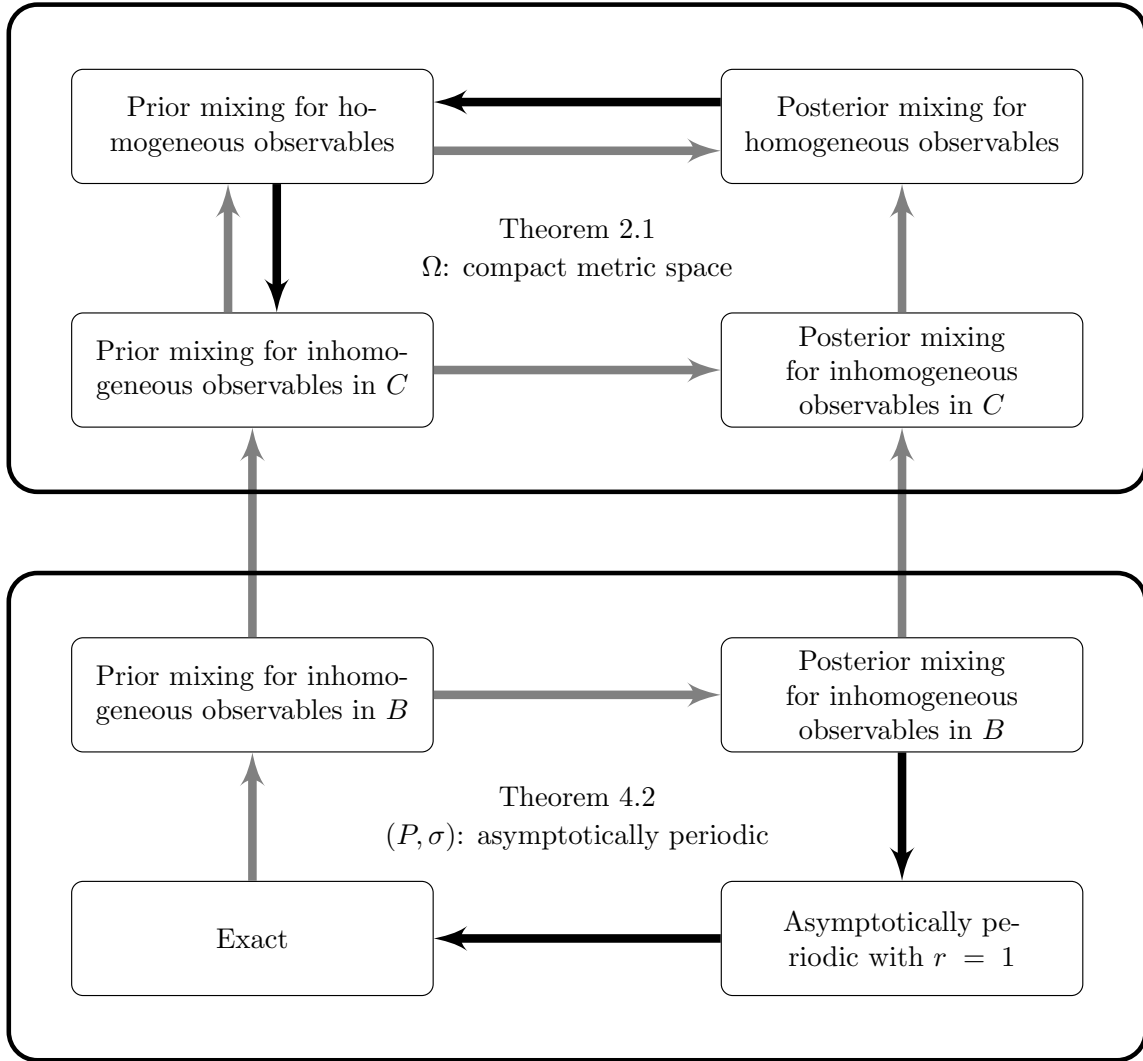 Prior mixing for ho-
mogeneous observables
Posterior mixing for
homogeneous observables
Theorem 2.1
Ω: compact metric space
Prior mixing for inhomo-
geneous observables in C
Posterior mixing
for inhomogeneous
observables in C
Prior mixing for inhomo-
geneous observables in B
Posterior mixing
for inhomogeneous
observables in B
Theorem 4.2
(P, σ): asymptotically periodic
Exact
Asymptotically pe-
riodic with r = 1